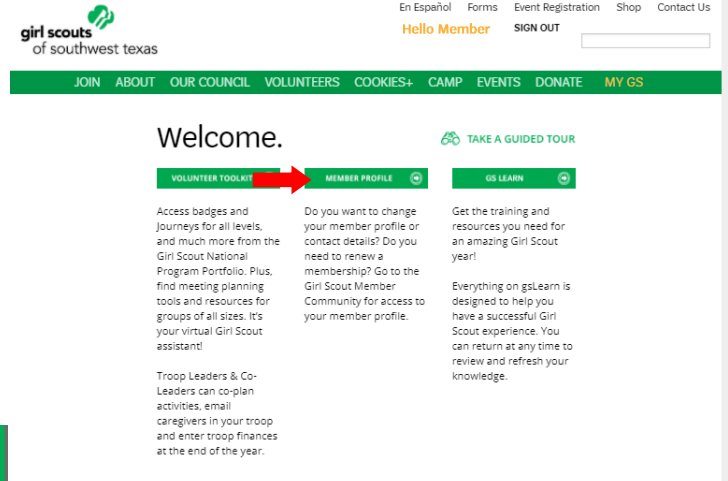 En Español Forms Event Registration Shop Contact Us
girl scouts
of southwest texas
Hello Member SIGN OUT
JOIN ABOUT OUR COUNCIL VOLUNTEERS COOKIES+ CAMP EVENTS DONATE MY GS
Welcome.
TAKE A GUIDED TOUR
VOLUNTEER TOOLKIT
Access badges and
Journeys for all levels,
and much more from the
Girl Scout National
Program Portfolio. Plus,
find meeting planning
tools and resources for
groups of all sizes. It's
your virtual Girl Scout
assistant!
Troop Leaders & Co-
Leaders can co-plan
activities, email
caregivers in your troop
and enter troop finances
at the end of the year.
MEMBER PROFILE
Do you want to change
your member profile or
contact details? Do you
need to renew a
membership? Go to the
Girl Scout Member
Community for access to
your member profile.
GS LEARN
Get the training and
resources you need for
an amazing Girl Scout
year!
Everything on gsLearn is
designed to help you
have a successful Girl
Scout experience. You
can return at any time to
review and refresh your
knowledge.